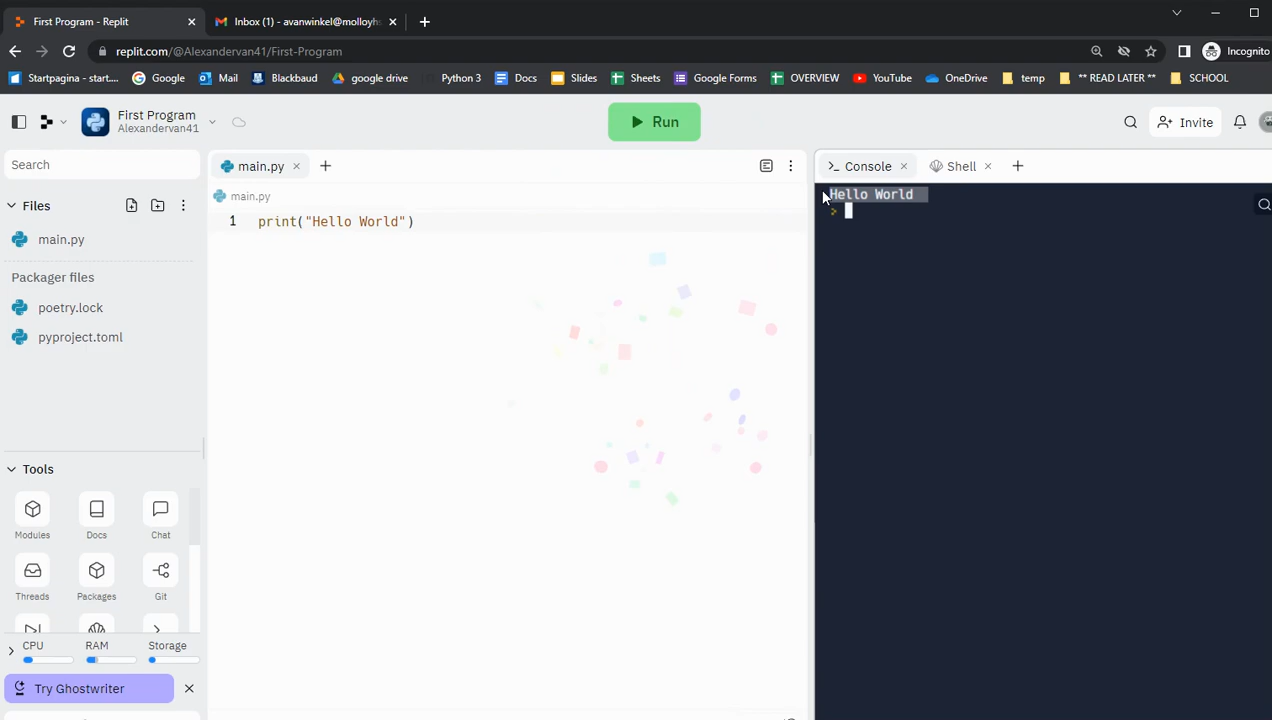 First Program - Replit
Inbox (1) - avanwinkel@molloyhs
replit.com/@Alexandervan41/First-Program
Incognito
Startpagina - start....
Google
Mail
Blackbaud
google drive
Python 3
Docs
Slides
Sheets
Google Forms
OVERVIEW
YouTube
OneDrive
temp
** READ LATER **
SCHOOL
First Program
Alexandervan41
Run
Invite
Search
main.py
Console
Shell
Files
main.py
Packager files
poetry.lock
pyproject.toml
main.py
1 print("Hello World")
Hello World
>
Tools
Modules
Docs
Chat
Threads
Packages
Git
CPU
RAM
Storage
Try Ghostwriter